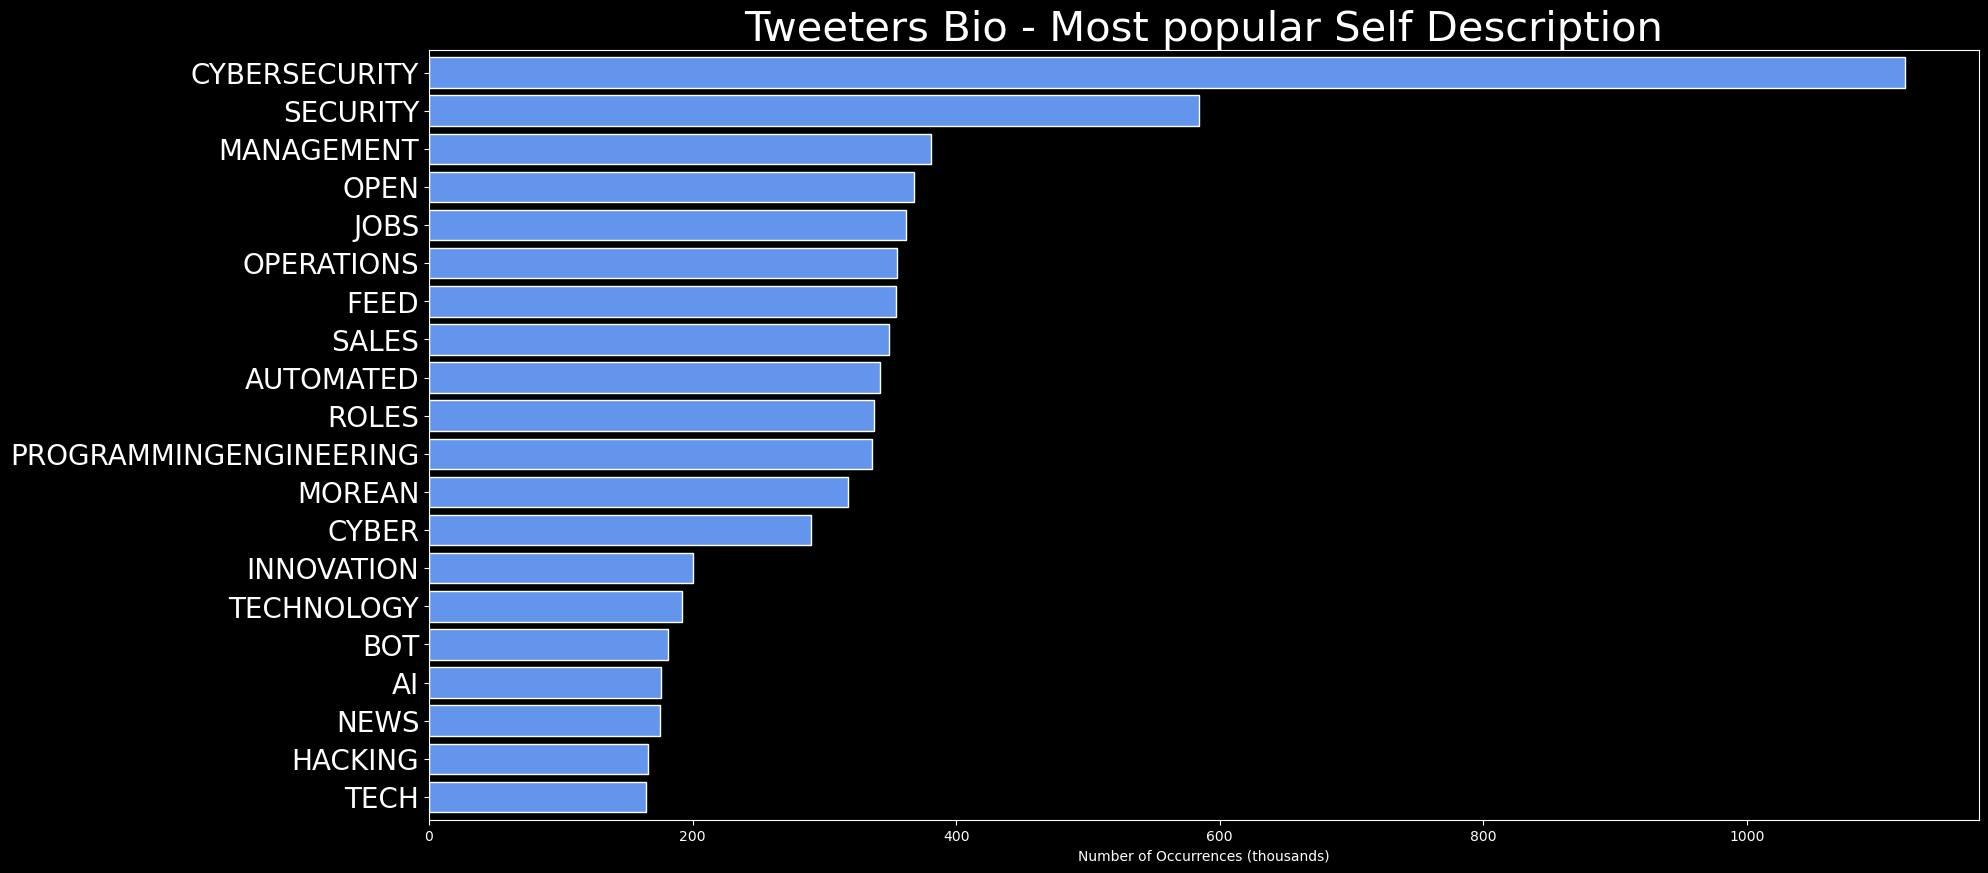 Tweeters Bio - Most popular Self Description
CYBERSECURITY
SECURITY
MANAGEMENT
OPEN
JOBS
OPERATIONS
FEED
SALES
AUTOMATED
ROLES
PROGRAMMINGENGINEERING
MOREAN
CYBER
INNOVATION
TECHNOLOGY
BOT
AI
NEWS
HACKING
TECH
0 200 400 600 800 1000
Number of Occurrences (thousands)